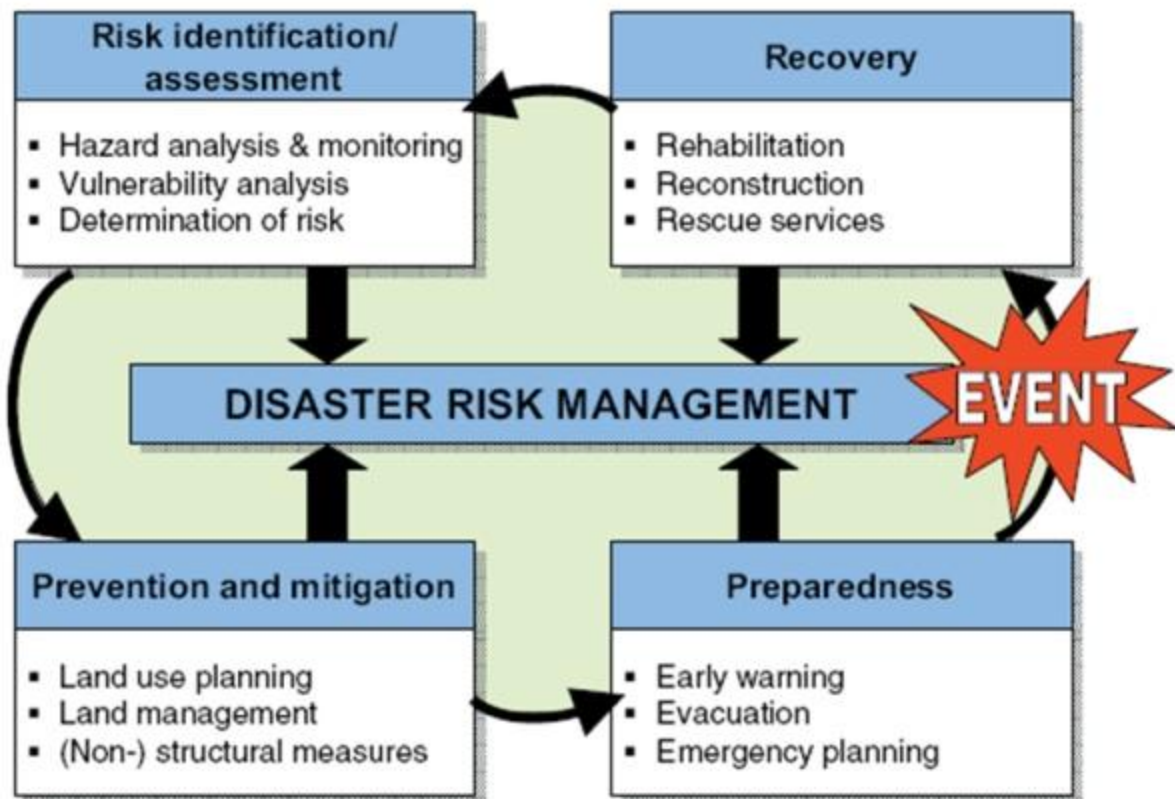 Risk identification/
assessment
▪ Hazard analysis & monitoring
▪ Vulnerability analysis
▪ Determination of risk
Recovery
▪ Rehabilitation
▪ Reconstruction
▪ Rescue services
DISASTER RISK MANAGEMENT
EVENT
Prevention and mitigation
▪ Land use planning
▪ Land management
▪ (Non-) structural measures
Preparedness
▪ Early warning
▪ Evacuation
▪ Emergency planning